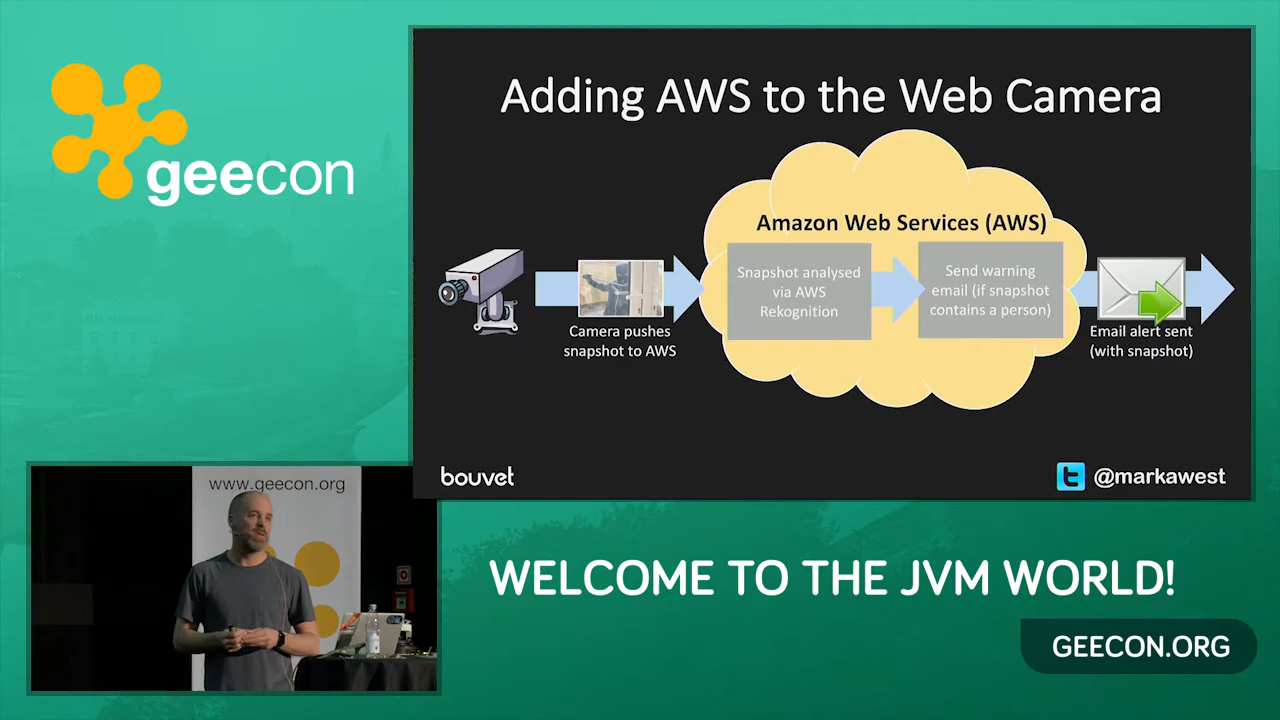 geecon
Adding AWS to the Web Camera
Amazon Web Services (AWS)
Snapshot analysed
via AWS
Rekognition
Send warning
email (if snapshot
contains a person)
Camera pushes
snapshot to AWS
Email alert sent
(with snapshot)
bouvet
@markawest
www.geecon.org
WELCOME TO THE JVM WORLD!
GEECON.ORG